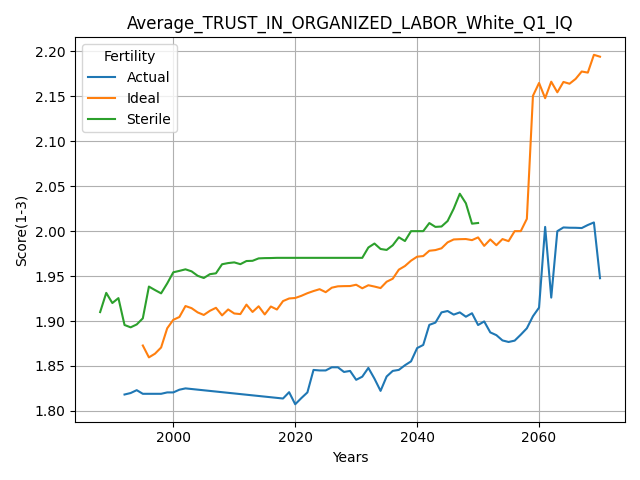 Average_TRUST_IN_ORGANIZED_LABOR_White_Q1_IQ
Fertility
Actual
Ideal
Sterile
Score(1-3)
2.20
2.15
2.10
2.05
2.00
1.95
1.90
1.85
1.80
2000
2020
2040
2060
Years